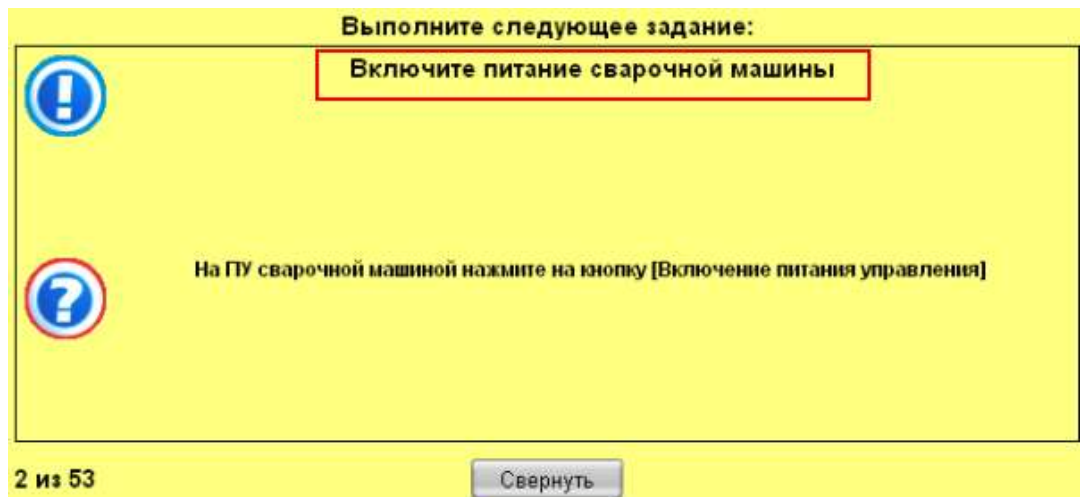 Выполните следующее задание:
Включите питание сварочной машины
На ПУ сварочной машиной нажмите на кнопку [Включение питания управления]
2 из 53
Свернуть